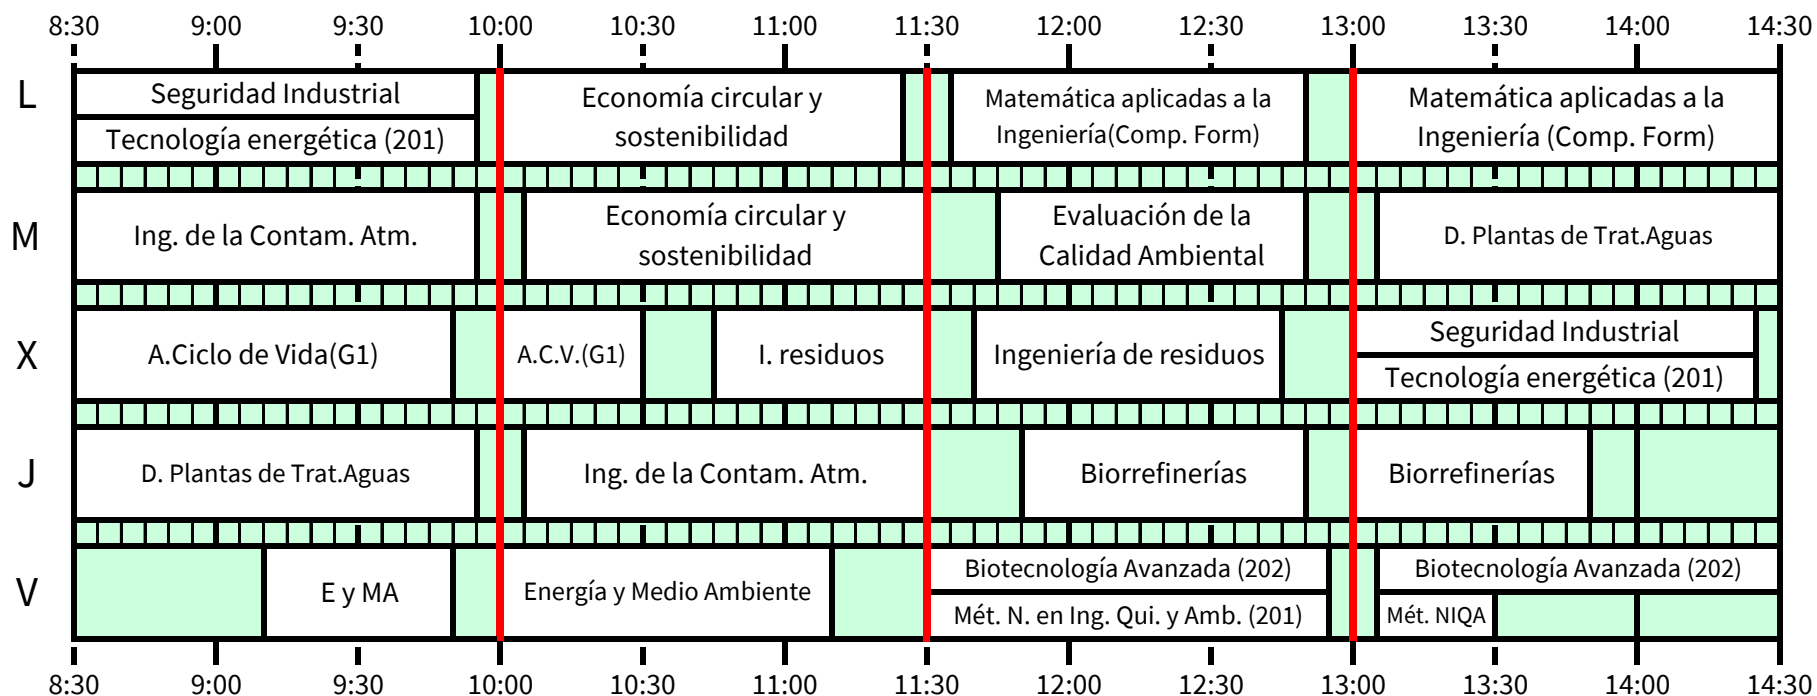 8:30 9:00 9:30 10:00 10:30 11:00 11:30 12:00 12:30 13:00 13:30 14:00 14:30
L
Seguridad Industrial
Tecnología energética (201)
Economía circular y
sostenibilidad
Matemática aplicadas a la
Ingeniería(Comp. Form)
Matemática aplicadas a la
Ingeniería (Comp. Form)
M
Ing. de la Contam. Atm.
Economía circular y
sostenibilidad
Evaluación de la
Calidad Ambiental
D. Plantas de Trat.Aguas
X
A.Ciclo de Vida(G1)
A.C.V.(G1)
I. residuos
Ingeniería de residuos
Seguridad Industrial
Tecnología energética (201)
J
D. Plantas de Trat.Aguas
Ing. de la Contam. Atm.
Biorrefinerías
Biorrefinerías
V
E y MA
Energía y Medio Ambiente
Biotecnología Avanzada (202)
Mét. N. en Ing. Qui. y Amb. (201)
Biotecnología Avanzada (202)
Mét. NIQA
8:30 9:00 9:30 10:00 10:30 11:00 11:30 12:00 12:30 13:00 13:30 14:00 14:30